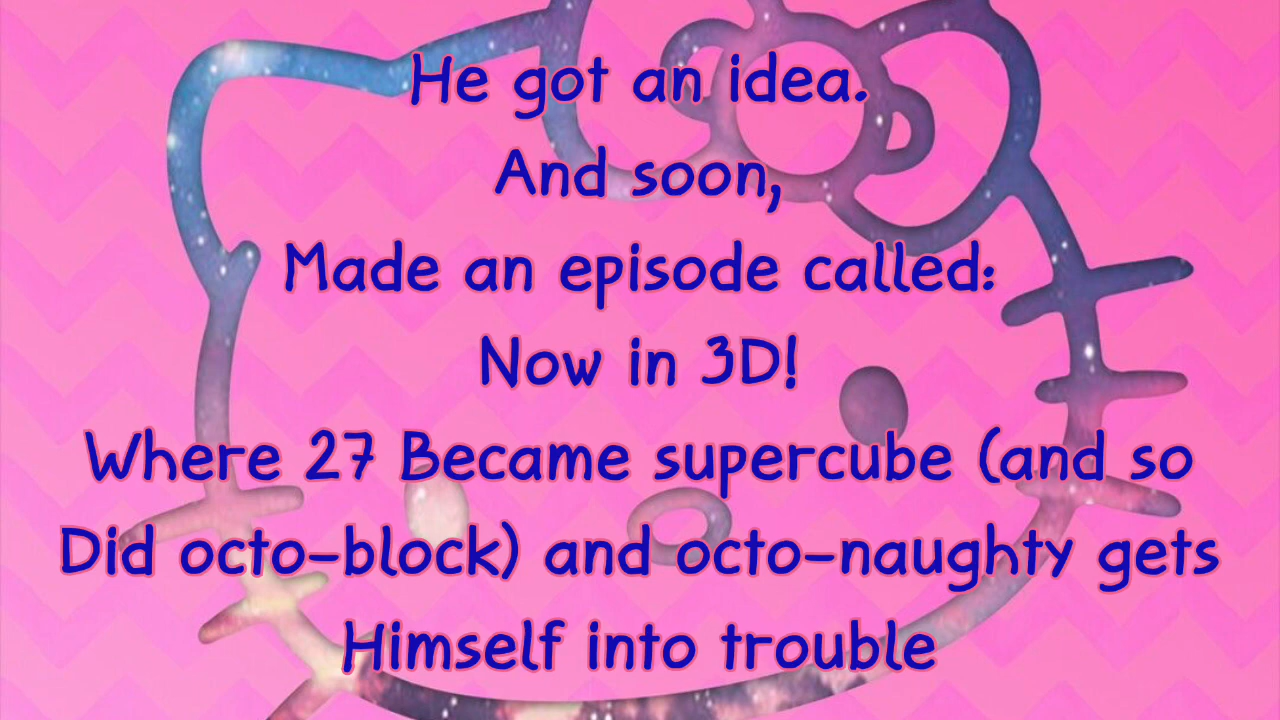 He got an idea.
And soon,
Made an episode called:
Now in 3D!
Where 27 Became supercube (and so
Did octo-block) and octo-naughty gets
Himself into trouble